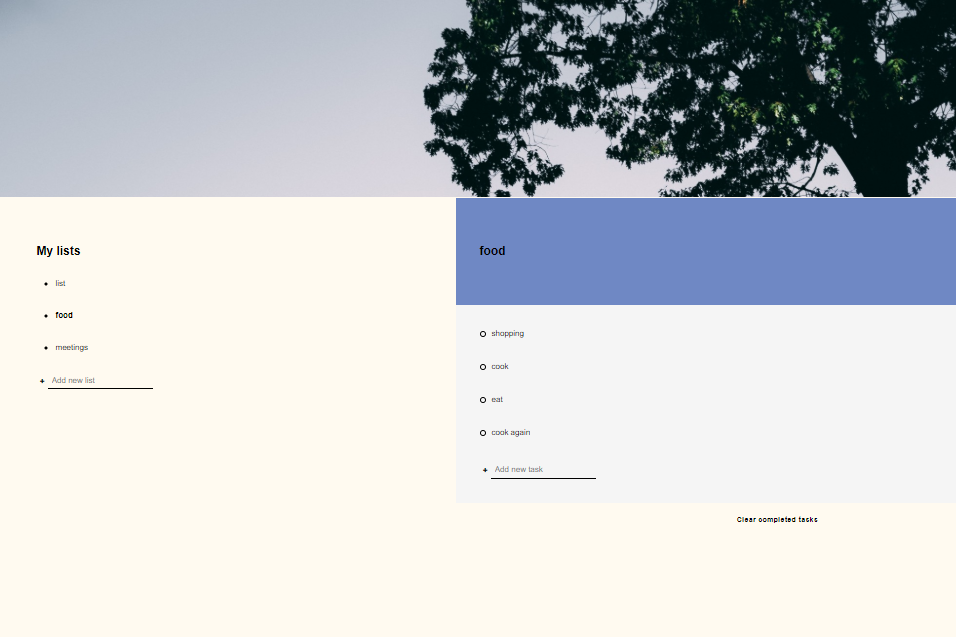 My lists
list
food
meetings
+ Add new list
food
shopping
cook
eat
cook again
+ Add new task
Clear completed tasks